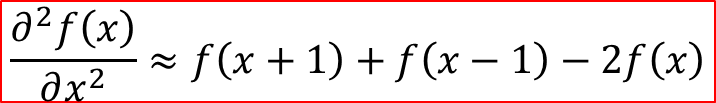 ∂²f(x)/∂x² ≈ f(x + 1) + f(x − 1) − 2f(x)